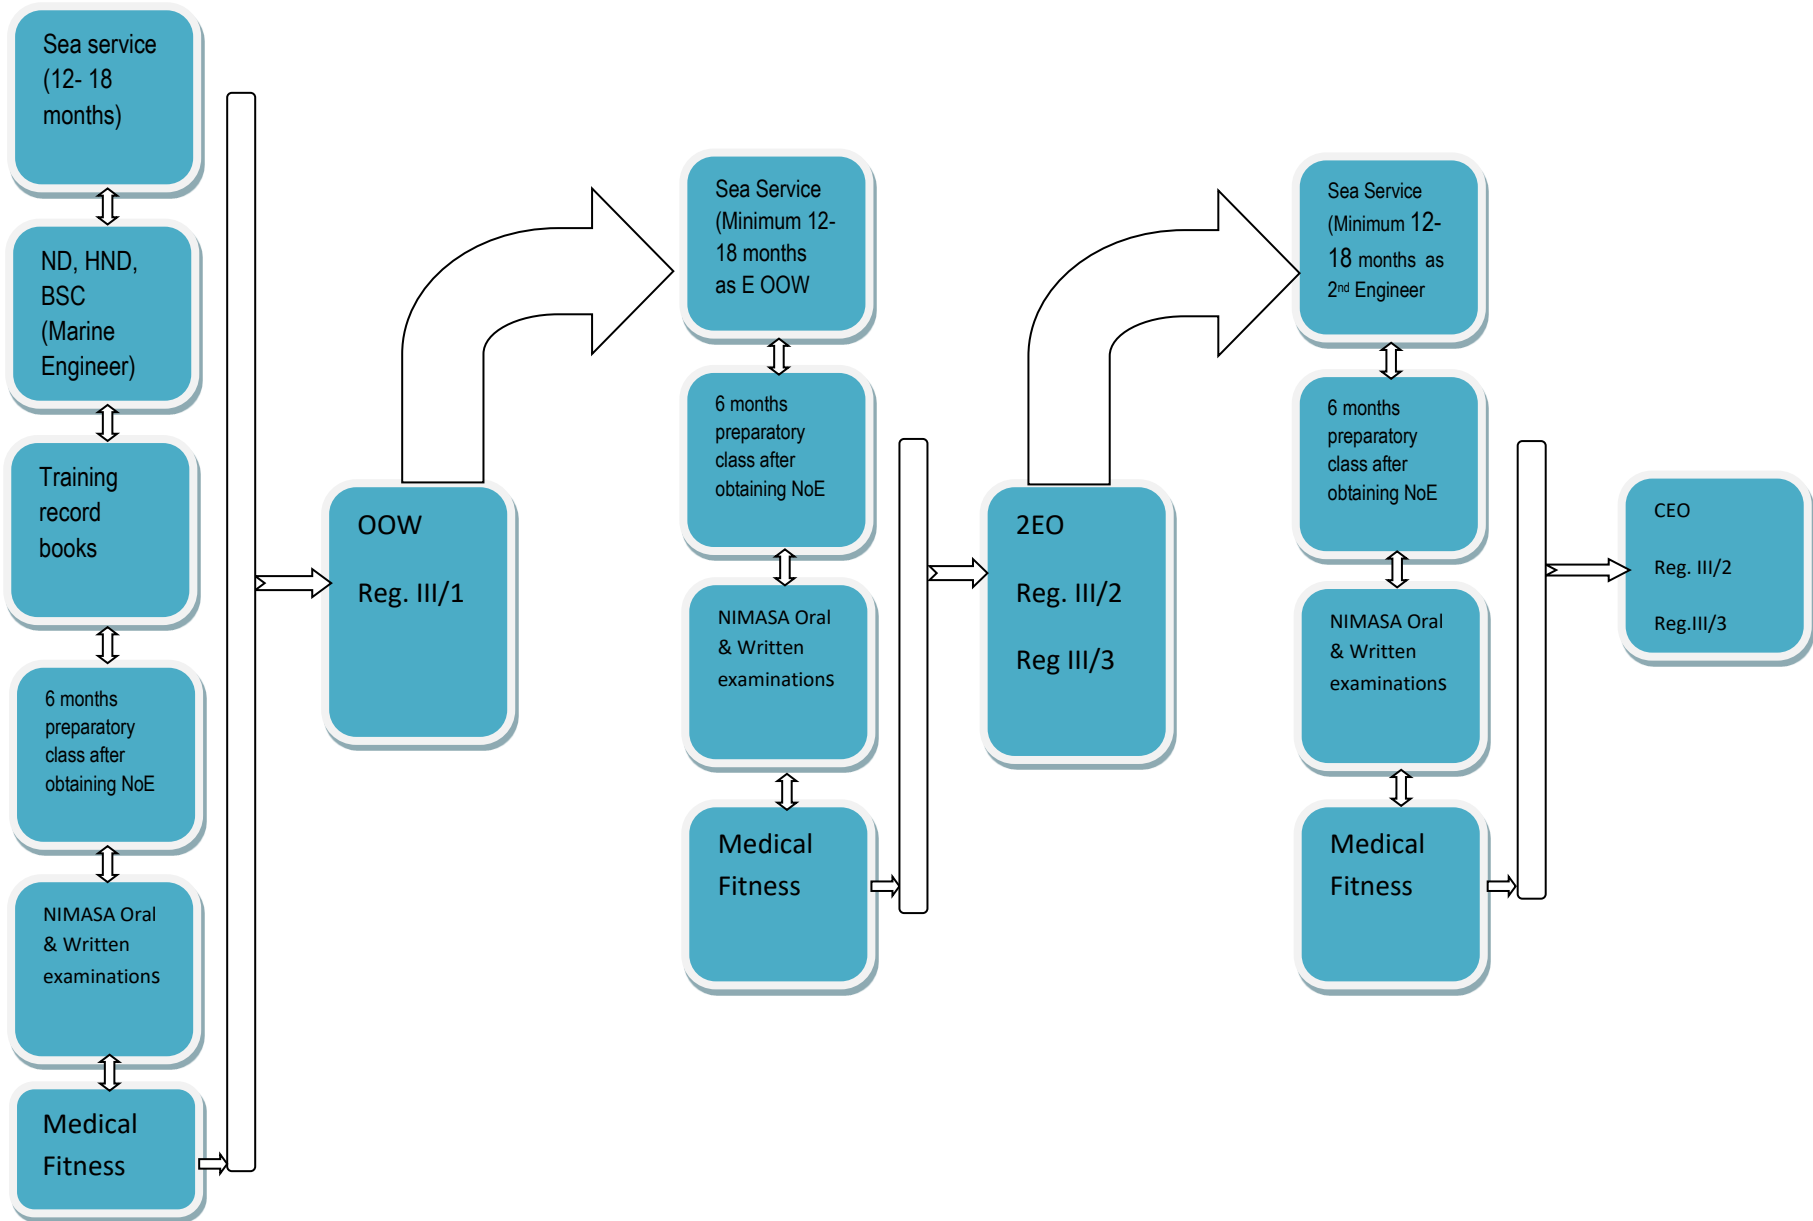 Sea service
(12- 18
months)
ND, HND,
BSC
(Marine
Engineer)
Training
record
books
6 months
preparatory
class after
obtaining NoE
NIMASA Oral
& Written
examinations
Medical
Fitness
OOW
Reg. III/1
Sea Service
(Minimum 12-
18 months
as E OOW
6 months
preparatory
class after
obtaining NoE
NIMASA Oral
& Written
examinations
Medical
Fitness
2EO
Reg. III/2
Reg III/3
Sea Service
(Minimum 12-
18 months as
2nd Engineer
6 months
preparatory
class after
obtaining NoE
NIMASA Oral
& Written
examinations
Medical
Fitness
CEO
Reg. III/2
Reg.III/3